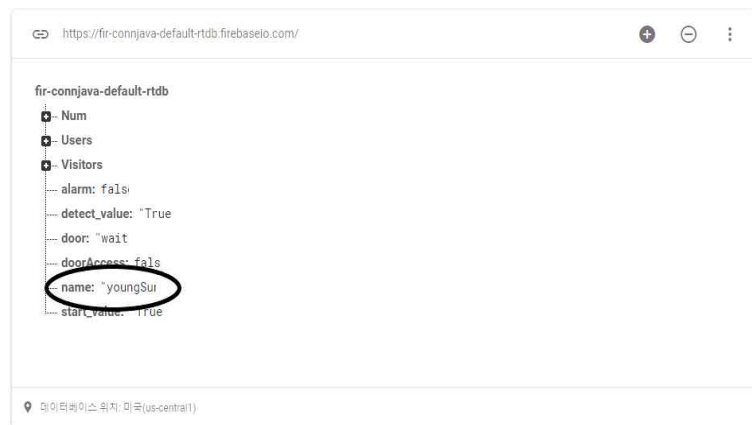 https://fir-connjava-default-rtdb.firebaseio.com/
fir-connjava-default-rtdb
Num
Users
Visitors
alarm: fals
detect_value: "True
door: "wait
doorAccess: fals
name: "youngSur
start_value: "True
데이터베이스 위치: 미국(us-central1)